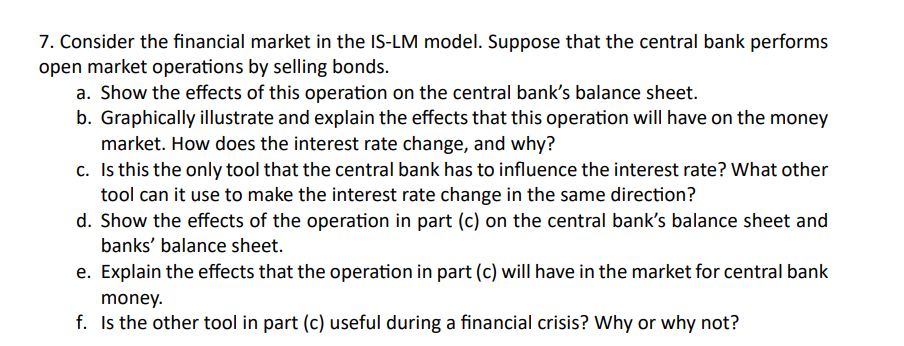 7. Consider the financial market in the IS-LM model. Suppose that the central bank performs
open market operations by selling bonds.
a. Show the effects of this operation on the central bank’s balance sheet.
b. Graphically illustrate and explain the effects that this operation will have on the money
market. How does the interest rate change, and why?
c. Is this the only tool that the central bank has to influence the interest rate? What other
tool can it use to make the interest rate change in the same direction?
d. Show the effects of the operation in part (c) on the central bank’s balance sheet and
banks’ balance sheet.
e. Explain the effects that the operation in part (c) will have in the market for central bank
money.
f. Is the other tool in part (c) useful during a financial crisis? Why or why not?